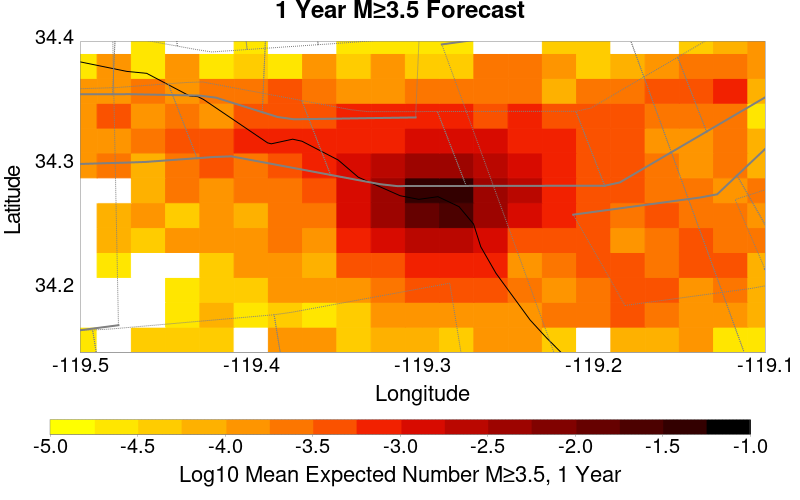 1 Year M≥3.5 Forecast
34.4
34.3
34.2
Latitude
-119.5 -119.4 -119.3 -119.2 -119.1
Longitude
-5.0 -4.5 -4.0 -3.5 -3.0 -2.5 -2.0 -1.5 -1.0
Log10 Mean Expected Number M≥3.5, 1 Year